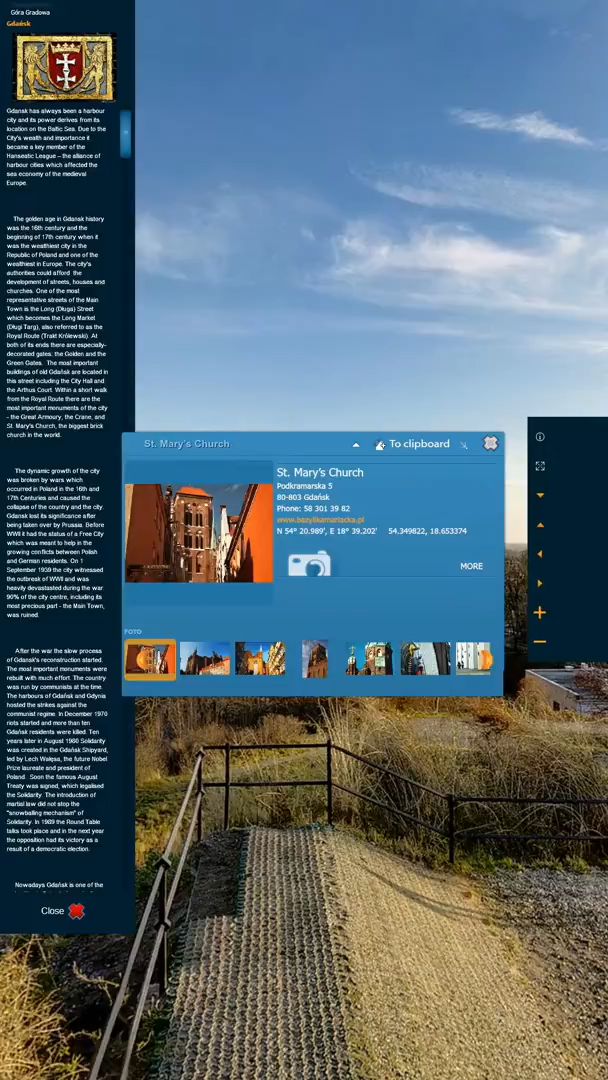 Góra Gradowa
Gdańsk
Gdansk has always been a harbour
city and its power derives from its
location on the Baltic Sea. Due to the
City's wealth and importance it
became a key member of the
Hanseatic League – the alliance of
harbour cities which affected the
sea economy of the medieval
Europe.
The golden age in Gdansk history
was the 16th century and the
beginning of 17th century when it
was the wealthiest city in the
Republic of Poland and one of the
wealthiest in Europe. The city's
authorities could afford the
development of streets, houses and
churches. One of the most
representative streets of the Main
Town is the Long (Długa) Street
which becomes the Long Market
(Długi Targ), also referred to as the
Royal Route (Trakt Królewski). At
both of its ends there are especially-
decorated gates: the Golden and the
Green Gates. The most important
buildings of old Gdańsk are located in
this street including the City Hall and
the Arthus Court. Within a short walk
from the Royal Route there are the
most important monuments of the city
- the Great Armoury, the Crane, and
St. Mary's Church, the biggest brick
church in the world.
The dynamic growth of the city
was broken by wars which
occurred in Poland in the 16th and
17th Centuries and caused the
collapse of the country and the city.
Gdansk lost its significance after
being taken over by Prussia. Before
WWII it had the status of a Free City
which was meant to help in the
growing conflicts between Polish
and German residents. On 1
September 1939 the city witnessed
the outbreak of WWII and was
heavily devastated during the war.
90% of the city centre, including its
most precious part - the Main Town,
was ruined.
After the war the slow process
of Gdansk's reconstruction started.
The most important monuments were
rebuilt with much effort. The country
was run by communists at the time.
The harbours of Gdańsk and Gdynia
hosted the strikes against the
communist regime. In December 1970
riots started and more than ten
Gdańsk residents were killed. Ten
years later in August 1980 Solidarity
was created in the Gdańsk Shipyard,
led by Lech Wałęsa, the future Nobel
Prize laureate and president of
Poland. Soon the famous August
Treaty was signed, which legalised
the Solidarity. The introduction of
martial law did not stop the
"snowballing mechanism" of
Solidarity. In 1989 the Round Table
talks took place and in the next year
the opposition had its victory as a
result of a democratic election.
Nowadays Gdańsk is one of the
Close
St. Mary's Church
To clipboard
St. Mary's Church
Podkramarska 5
80-803 Gdańsk
Phone: 58 301 39 82
www.bazylikamariacka.pl
N 54° 20.989', E 18° 39.202' 54.349822, 18.653374
MORE
FOTO